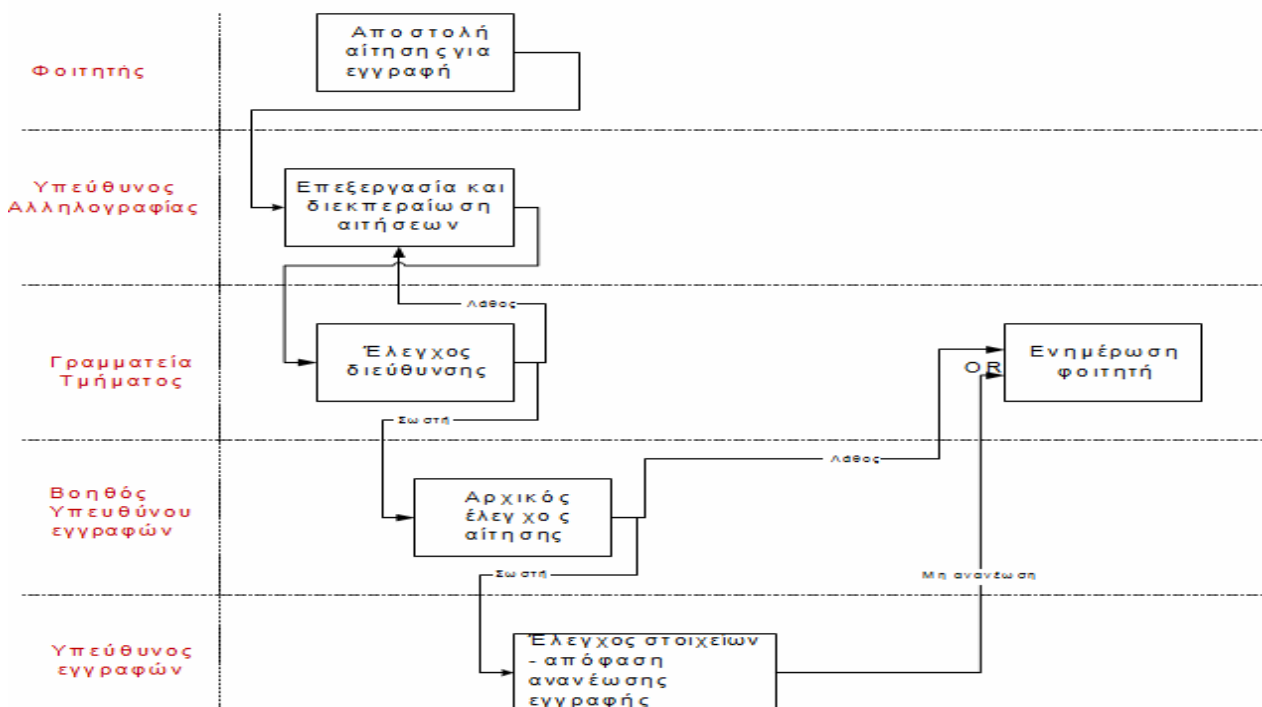 Αποστολή
αίτησης για
εγγραφή
Φοιτητής
Υπεύθυνος
Αλληλογραφίας
Επεξεργασία και
διεκπεραίωση
αιτήσεων
Λάθος
Γραμματεία
Τμήματος
Έλεγχος
διεύθυνσης
OR
Ενημέρωση
φοιτητή
Σωστή
Λάθος
Βοηθός
Υπευθύνου
εγγραφών
Αρχικός
έλεγχος
αίτησης
Σωστή
Μη ανανέωση
Υπεύθυνος
εγγραφών
Έλεγχος στοιχείων
- απόφαση
ανανέωσης
εγγραφής